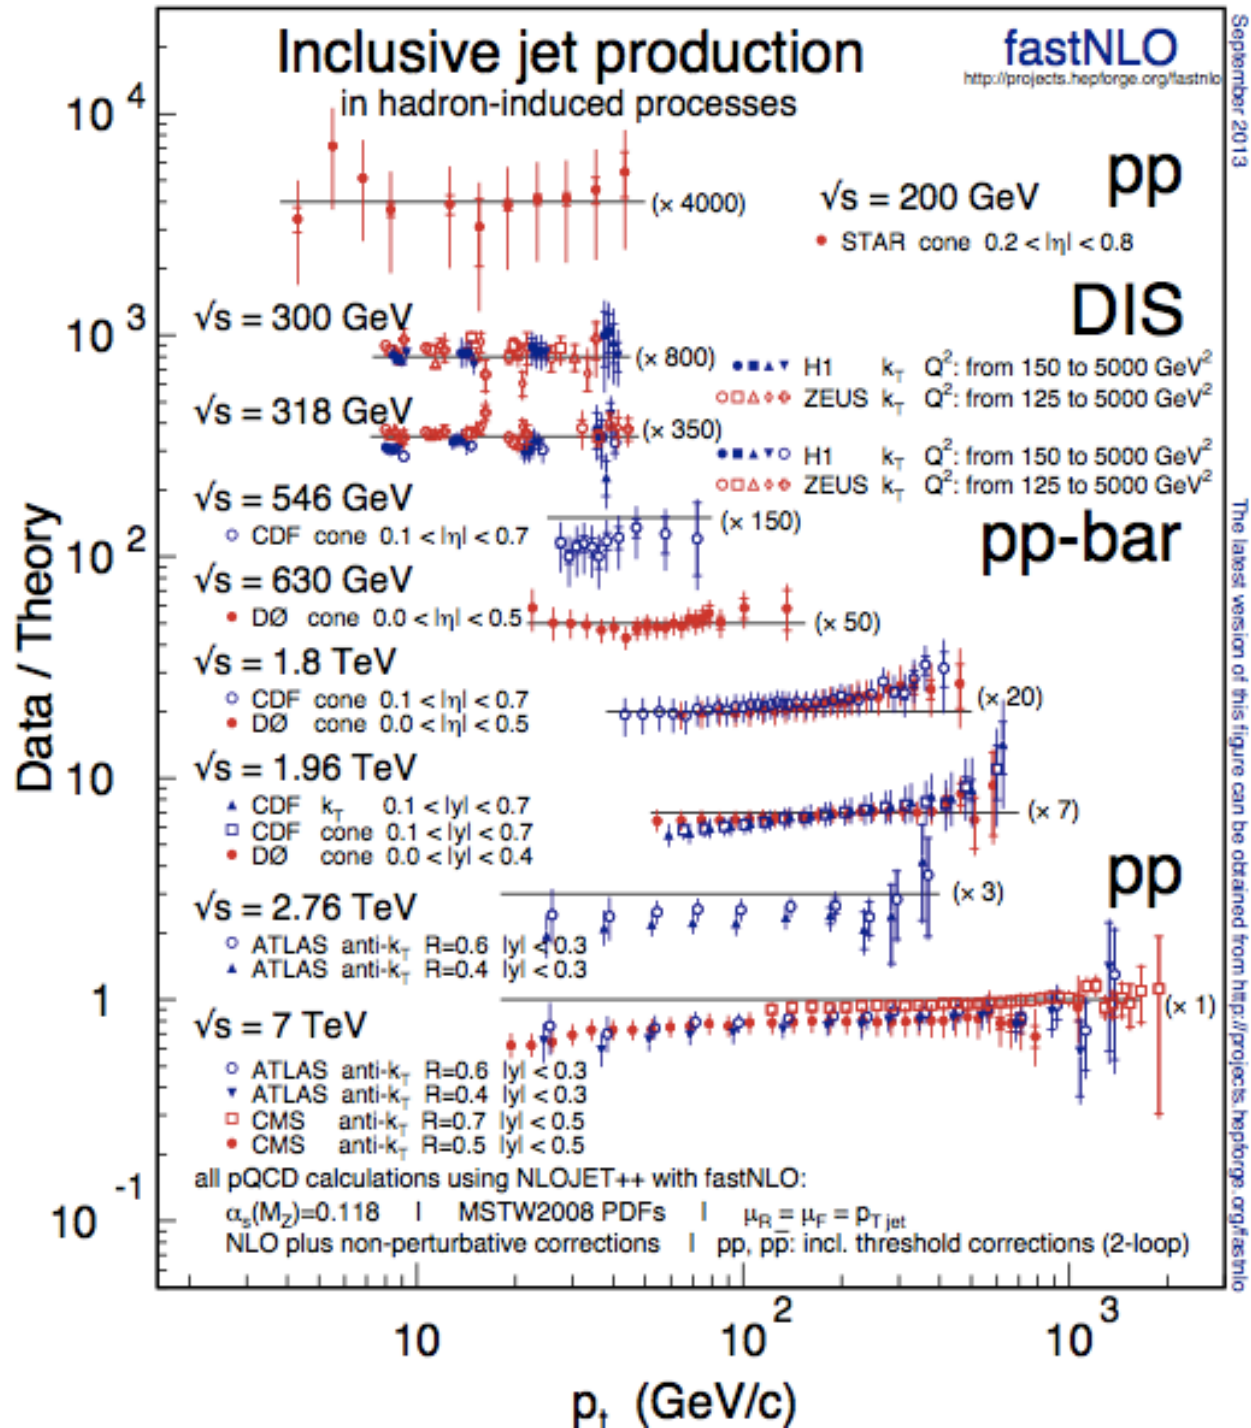 Inclusive jet production
in hadron-induced processes
fastNLO
http://projects.hepforge.org/fastnlo
September 2013
pp
√s = 200 GeV
STAR cone 0.2 < |η| < 0.8
(× 4000)
DIS
√s = 300 GeV
(× 800)
H1 k_T Q²: from 150 to 5000 GeV²
ZEUS k_T Q²: from 125 to 5000 GeV²
√s = 318 GeV
(× 350)
H1 k_T Q²: from 150 to 5000 GeV²
ZEUS k_T Q²: from 125 to 5000 GeV²
pp-bar
√s = 546 GeV
CDF cone 0.1 < |η| < 0.7
(× 150)
√s = 630 GeV
DØ cone 0.0 < |η| < 0.5
(× 50)
√s = 1.8 TeV
CDF cone 0.1 < |η| < 0.7
DØ cone 0.0 < |η| < 0.5
(× 20)
√s = 1.96 TeV
CDF k_T 0.1 < |y| < 0.7
CDF cone 0.1 < |y| < 0.7
DØ cone 0.0 < |y| < 0.4
(× 7)
pp
√s = 2.76 TeV
ATLAS anti-k_T R=0.6 |y| < 0.3
ATLAS anti-k_T R=0.4 |y| < 0.3
(× 3)
√s = 7 TeV
ATLAS anti-k_T R=0.6 |y| < 0.3
ATLAS anti-k_T R=0.4 |y| < 0.3
CMS anti-k_T R=0.7 |y| < 0.5
CMS anti-k_T R=0.5 |y| < 0.5
(× 1)
all pQCD calculations using NLOJET++ with fastNLO:
α_s(M_Z)=0.118 | MSTW2008 PDFs | μ_R = μ_F = p_T jet
NLO plus non-perturbative corrections | pp, pp̅: incl. threshold corrections (2-loop)
Data / Theory
10⁴
10³
10²
10
1
10⁻¹
10
10²
10³
p_t (GeV/c)
The latest version of this figure can be obtained from http://projects.hepforge.org/fastnlo